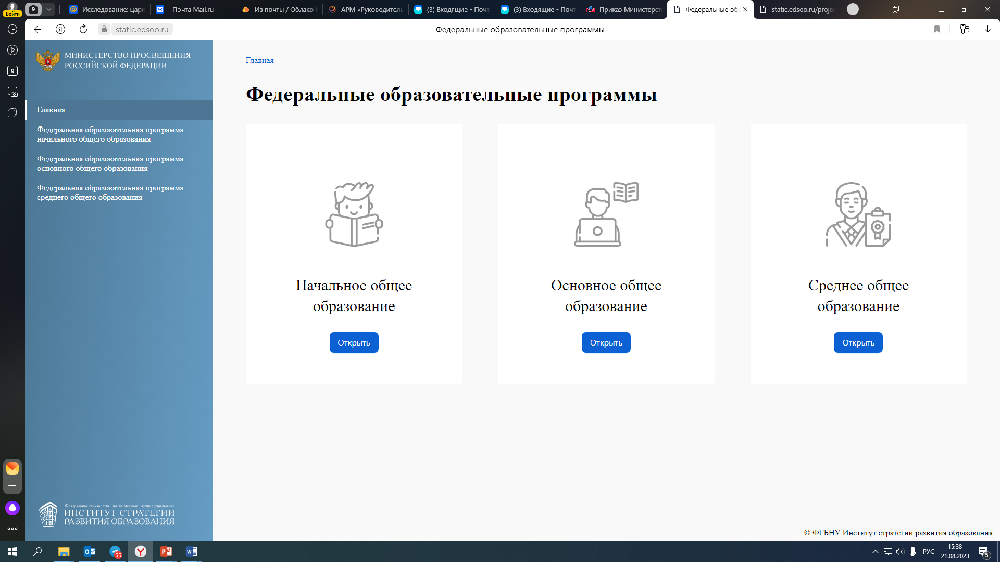 Войти
9
Исследование: цари
Почта Mail.ru
Из почты / Облако
АРМ «Руководитель
(3) Входящие - Почт
(3) Входящие - Почт
Приказ Министерст
Федеральные обр
static.edsoo.ru/projec
static.edsoo.ru
Федеральные образовательные программы
9
МИНИСТЕРСТВО ПРОСВЕЩЕНИЯ
РОССИЙСКОЙ ФЕДЕРАЦИИ
Главная
Федеральная образовательная программа
начального общего образования
Федеральная образовательная программа
основного общего образования
Федеральная образовательная программа
среднего общего образования
Федеральное государственное бюджетное научное учреждение
ИНСТИТУТ СТРАТЕГИИ
РАЗВИТИЯ ОБРАЗОВАНИЯ
Главная
Федеральные образовательные программы
Начальное общее
образование
Открыть
Основное общее
образование
Открыть
Среднее общее
образование
Открыть
© ФГБНУ Институт стратегии развития образования
56
РУС
15:38
21.08.2023
5